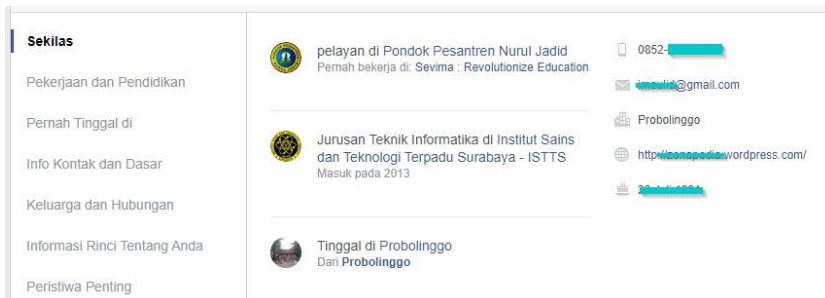 Sekilas
Pekerjaan dan Pendidikan
Pernah Tinggal di
Info Kontak dan Dasar
Keluarga dan Hubungan
Informasi Rinci Tentang Anda
Peristiwa Penting
pelayan di Pondok Pesantren Nurul Jadid
Pernah bekerja di: Sevima : Revolutionize Education
Jurusan Teknik Informatika di Institut Sains
dan Teknologi Terpadu Surabaya - ISTTS
Masuk pada 2013
Tinggal di Probolinggo
Dari Probolinggo
0852-
@gmail.com
Probolinggo
http wordpress.com/